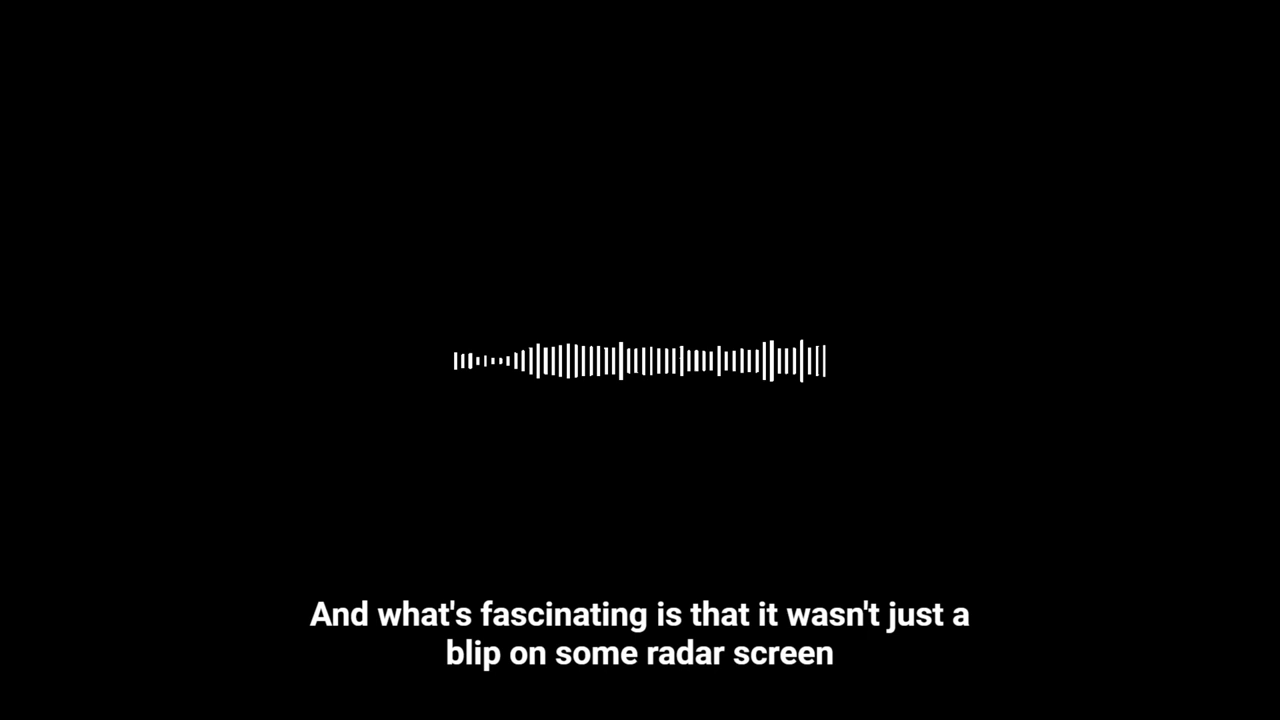 And what's fascinating is that it wasn't just a
blip on some radar screen